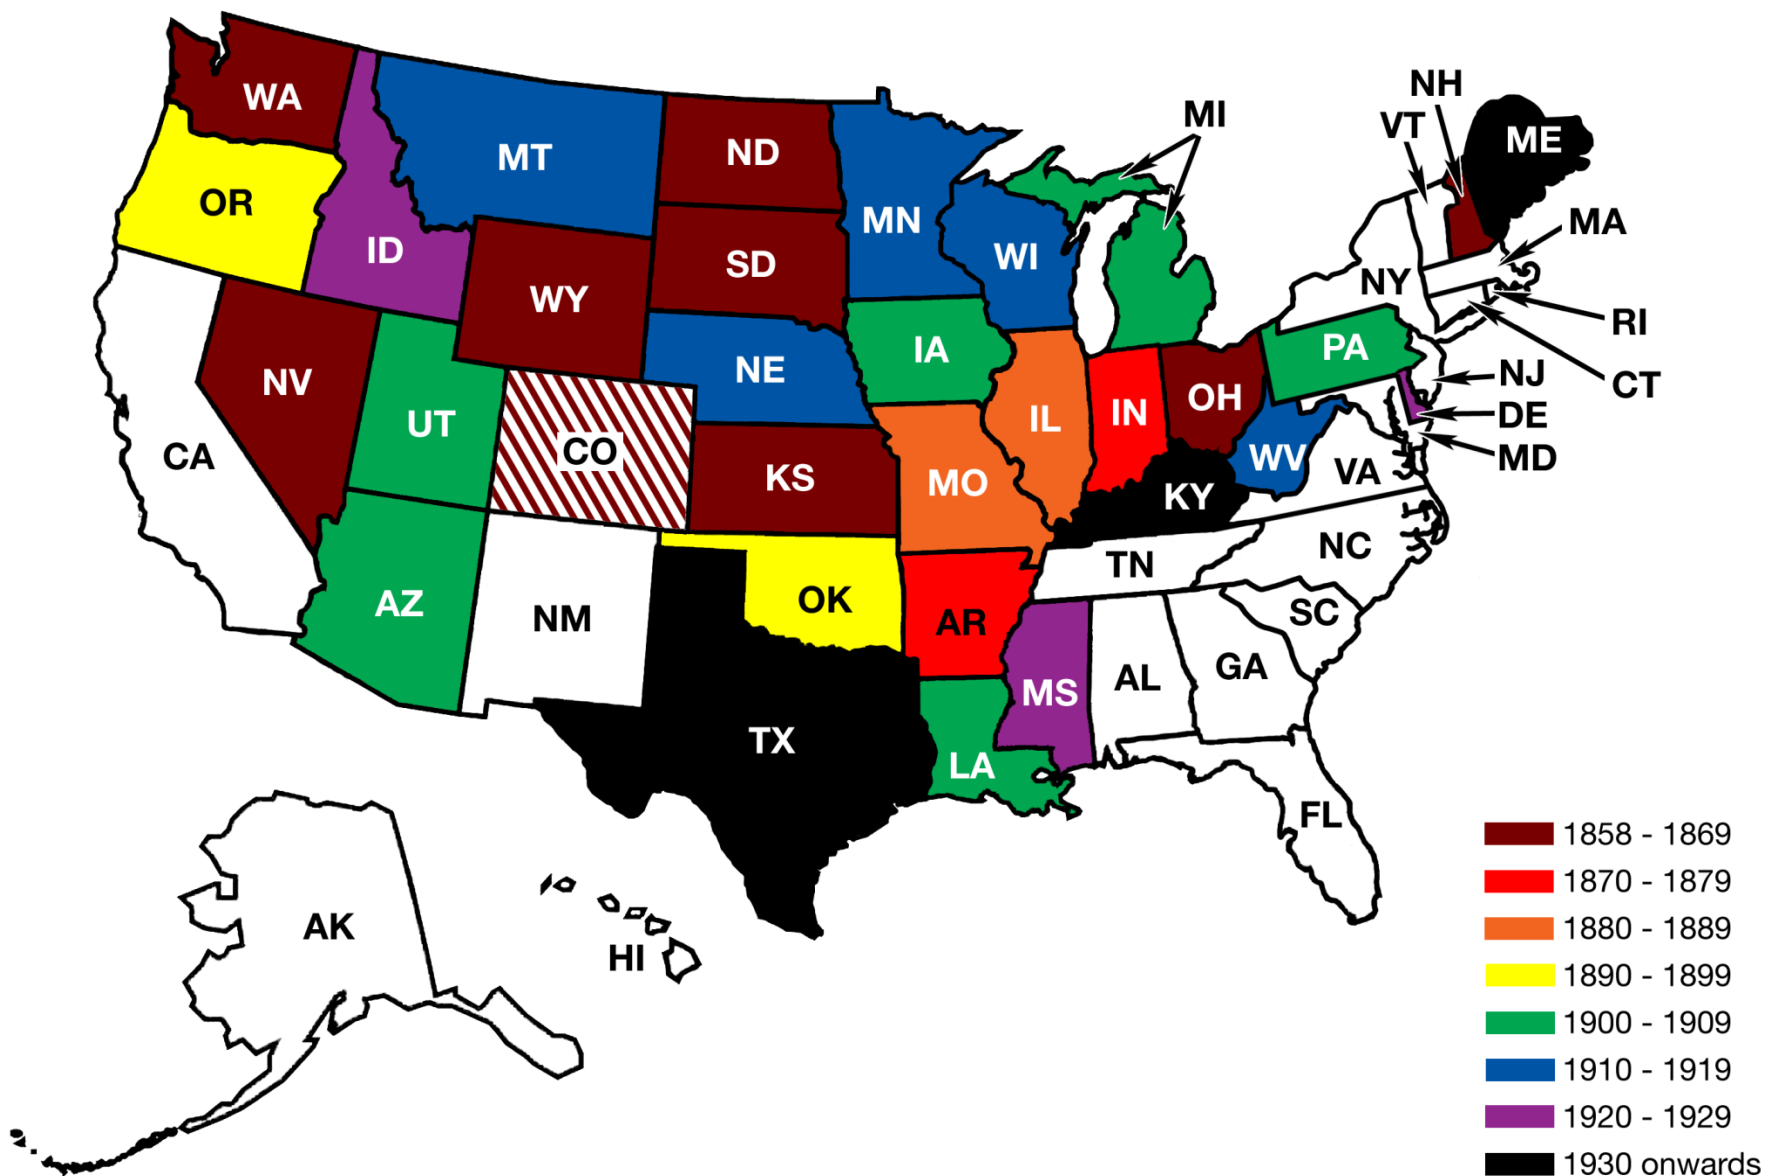 WA
OR
CA
NV
ID
MT
WY
UT
AZ
CO
NM
ND
SD
NE
KS
OK
TX
MN
IA
MO
AR
LA
WI
IL
MI
IN
OH
KY
TN
MS
AL
GA
FL
SC
NC
VA
WV
PA
NY
VT
NH
ME
MA
RI
CT
NJ
DE
MD
AK
HI
1858 - 1869
1870 - 1879
1880 - 1889
1890 - 1899
1900 - 1909
1910 - 1919
1920 - 1929
1930 onwards